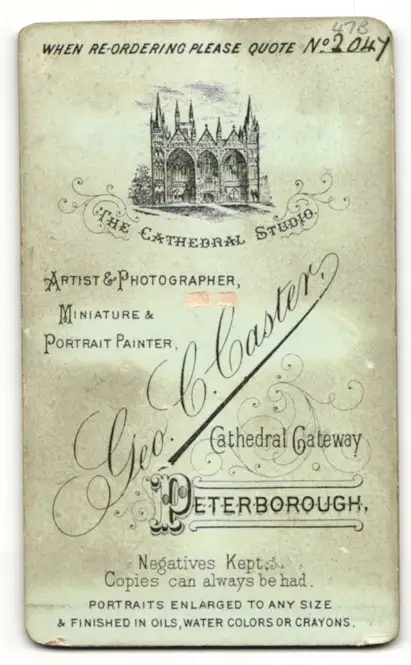 47B
WHEN RE-ORDERING PLEASE QUOTE Nº 2047
THE CATHEDRAL STUDIO.
ARTIST & PHOTOGRAPHER,
MINIATURE &
PORTRAIT PAINTER,
Geo. C. Caster,
Cathedral Gateway
PETERBOROUGH,
Negatives Kept.
Copies can always be had.
PORTRAITS ENLARGED TO ANY SIZE
& FINISHED IN OILS, WATER COLORS OR CRAYONS.